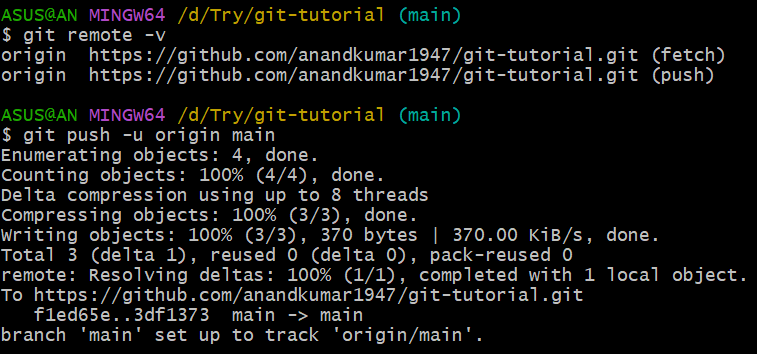 ASUS@AN MINGW64 /d/Try/git-tutorial (main)
$ git remote -v
origin  https://github.com/anandkumar1947/git-tutorial.git (fetch)
origin  https://github.com/anandkumar1947/git-tutorial.git (push)

ASUS@AN MINGW64 /d/Try/git-tutorial (main)
$ git push -u origin main
Enumerating objects: 4, done.
Counting objects: 100% (4/4), done.
Delta compression using up to 8 threads
Compressing objects: 100% (3/3), done.
Writing objects: 100% (3/3), 370 bytes | 370.00 KiB/s, done.
Total 3 (delta 1), reused 0 (delta 0), pack-reused 0
remote: Resolving deltas: 100% (1/1), completed with 1 local object.
To https://github.com/anandkumar1947/git-tutorial.git
   f1ed65e..3df1373  main -> main
branch 'main' set up to track 'origin/main'.